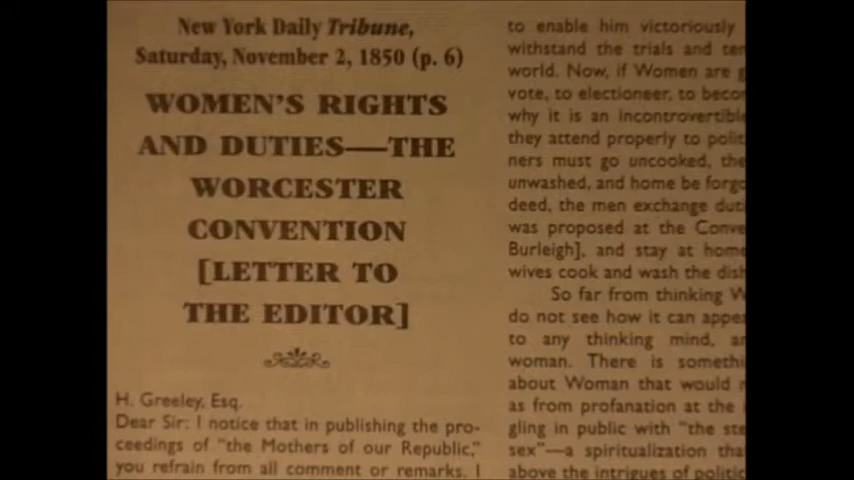 New York Daily Tribune,
Saturday, November 2, 1850 (p. 6)
WOMEN'S RIGHTS
AND DUTIES—THE
WORCESTER
CONVENTION
[LETTER TO
THE EDITOR]
H. Greeley, Esq.
Dear Sir: I notice that in publishing the pro-
ceedings of "the Mothers of our Republic,"
you refrain from all comment or remarks. I
to enable him victoriously
withstand the trials and
world. Now, if Women are
vote, to electioneer, to
why it is an incontrovertible
they attend properly to
ners must go uncooked, the
unwashed, and home be
deed, the men exchange
was proposed at the
Burleigh], and stay at home
wives cook and wash the
So far from thinking
do not see how it can
to any thinking mind,
woman. There is
about Woman that would
as from profanation at the
gling in public with "the
sex"—a spiritualization
above the intrigues of